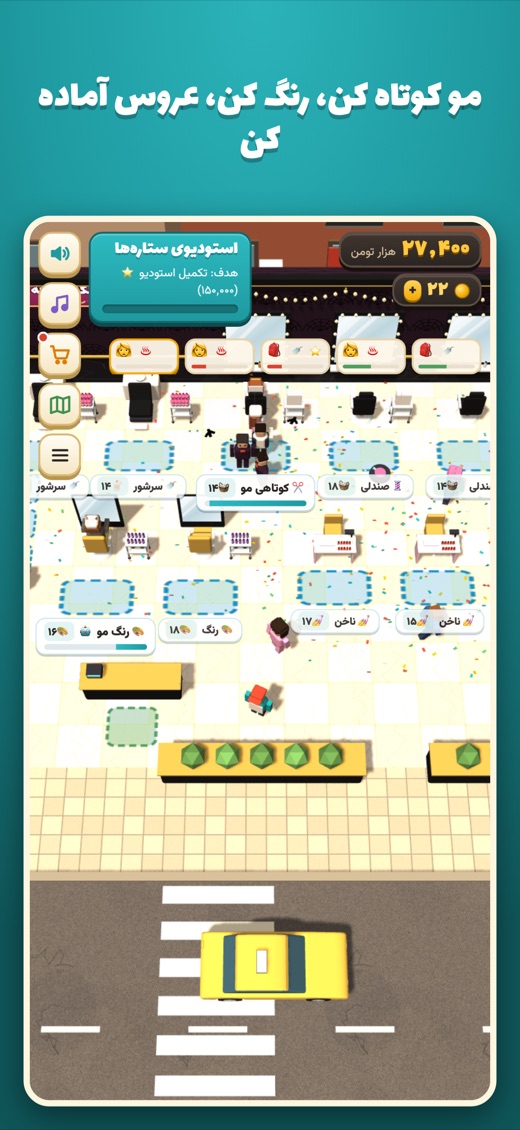 مو کوتاه کن، رنگ کن، عروس آماده
کن
۲۷,۴۰۰ هزار تومن
۲۲
استودیوی ستاره‌ها
هدف: تکمیل استودیو
(۱۵۰,۰۰۰)
سرشور
سرشور ۱۴
کوتاهی مو ۱۴
صندلی ۱۸
ندلی ۱۴
رنگ مو ۱۶
رنگ ۱۸
ناخن ۱۷
ناخن ۱۵